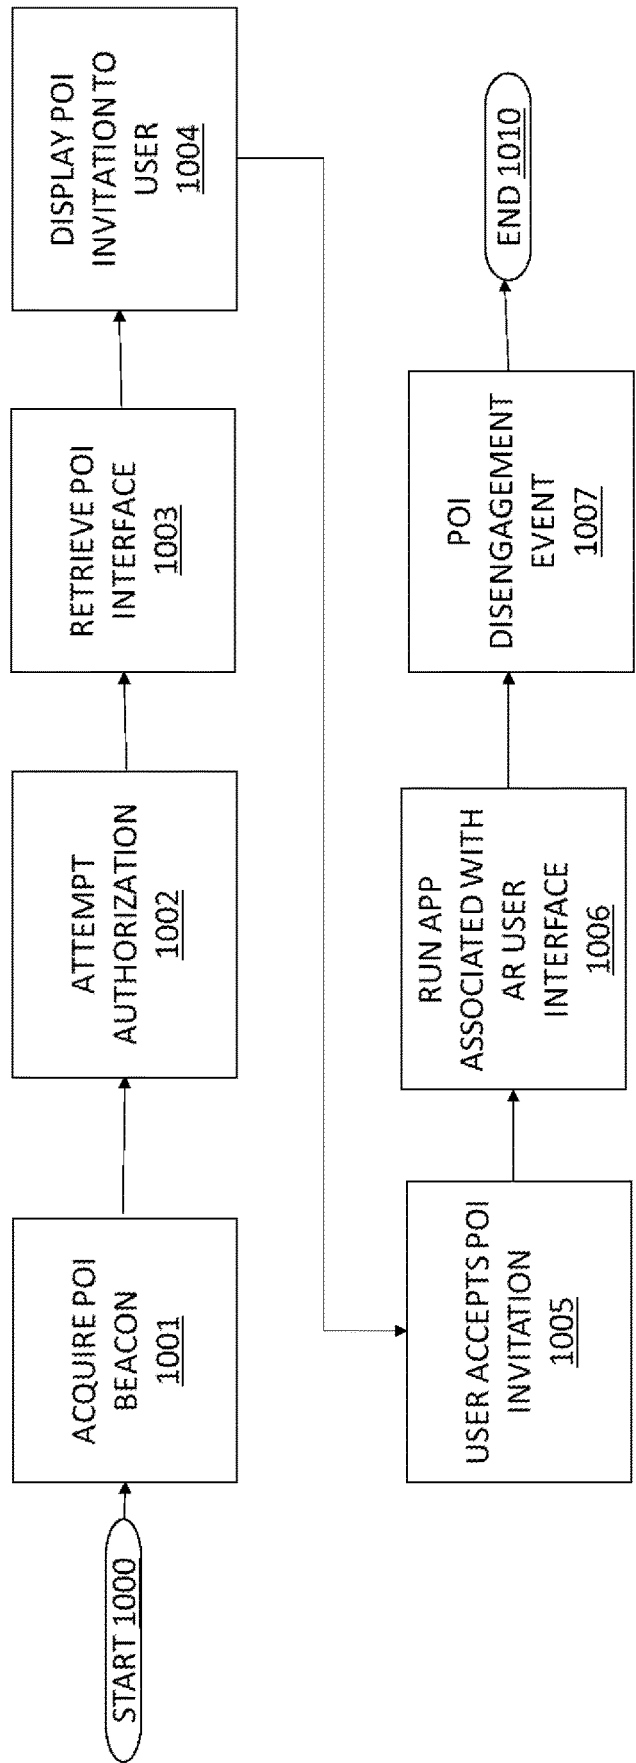 START 1000
ACQUIRE POI
BEACON
1001
ATTEMPT
AUTHORIZATION
1002
RETRIEVE POI
INTERFACE
1003
DISPLAY POI
INVITATION TO
USER
1004
USER ACCEPTS POI
INVITATION
1005
RUN APP
ASSOCIATED WITH
AR USER
INTERFACE
1006
POI
DISENGAGEMENT
EVENT
1007
END 1010